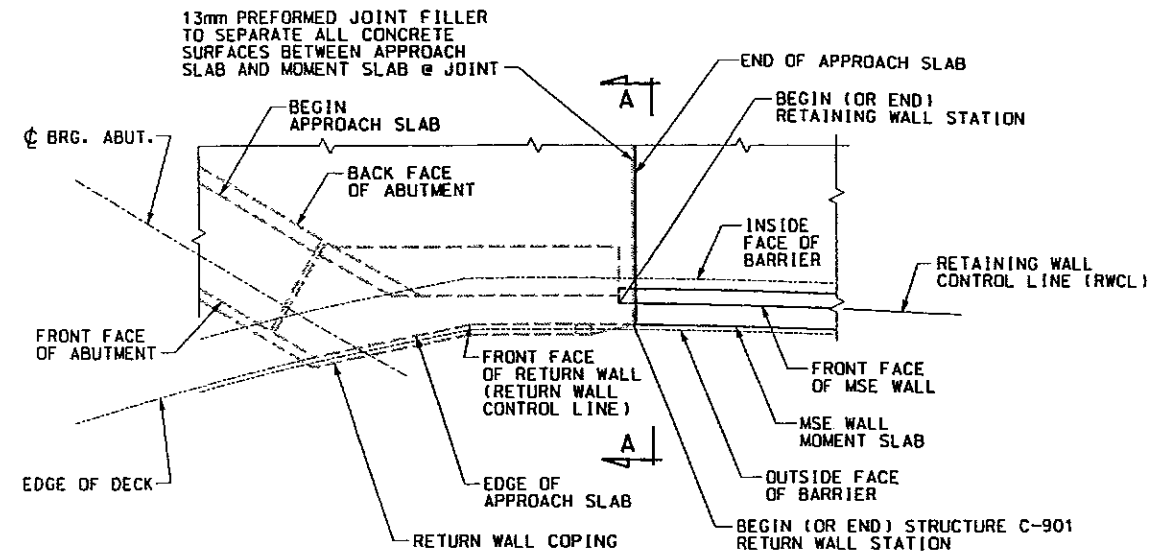 13mm PREFORMED JOINT FILLER
TO SEPARATE ALL CONCRETE
SURFACES BETWEEN APPROACH
SLAB AND MOMENT SLAB @ JOINT
END OF APPROACH SLAB
A
BEGIN (OR END)
RETAINING WALL STATION
BEGIN
APPROACH SLAB
℄ BRG. ABUT.
BACK FACE
OF ABUTMENT
INSIDE
FACE OF
BARRIER
RETAINING WALL
CONTROL LINE (RWCL)
FRONT FACE
OF ABUTMENT
FRONT FACE
OF RETURN WALL
(RETURN WALL
CONTROL LINE)
FRONT FACE
OF MSE WALL
MSE WALL
MOMENT SLAB
A
EDGE OF DECK
EDGE OF
APPROACH SLAB
OUTSIDE FACE
OF BARRIER
RETURN WALL COPING
BEGIN (OR END) STRUCTURE C-901
RETURN WALL STATION